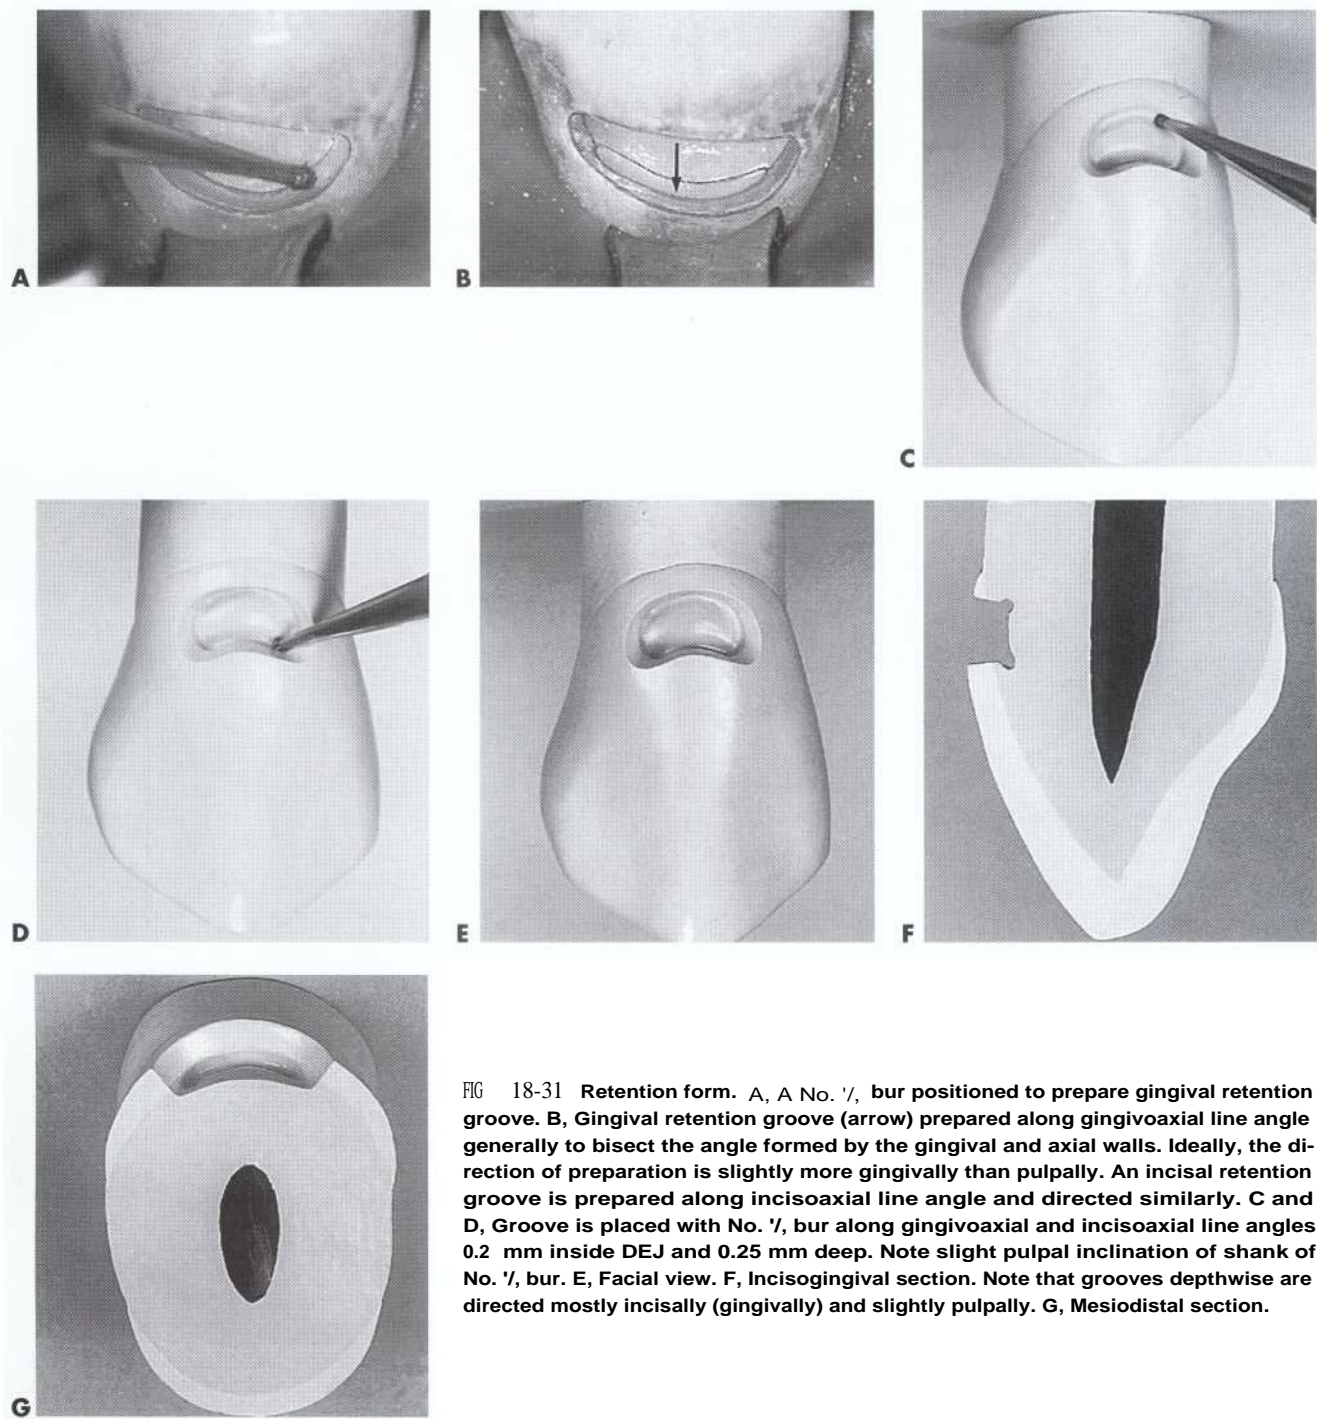 A
B
C
D
E
F
G
FIG 18-31 Retention form. A, A No. '/, bur positioned to prepare gingival retention
groove. B, Gingival retention groove (arrow) prepared along gingivoaxial line angle
generally to bisect the angle formed by the gingival and axial walls. Ideally, the di-
rection of preparation is slightly more gingivally than pulpally. An incisal retention
groove is prepared along incisoaxial line angle and directed similarly. C and
D, Groove is placed with No. '/, bur along gingivoaxial and incisoaxial line angles
0.2 mm inside DEJ and 0.25 mm deep. Note slight pulpal inclination of shank of
No. '/, bur. E, Facial view. F, Incisogingival section. Note that grooves depthwise are
directed mostly incisally (gingivally) and slightly pulpally. G, Mesiodistal section.